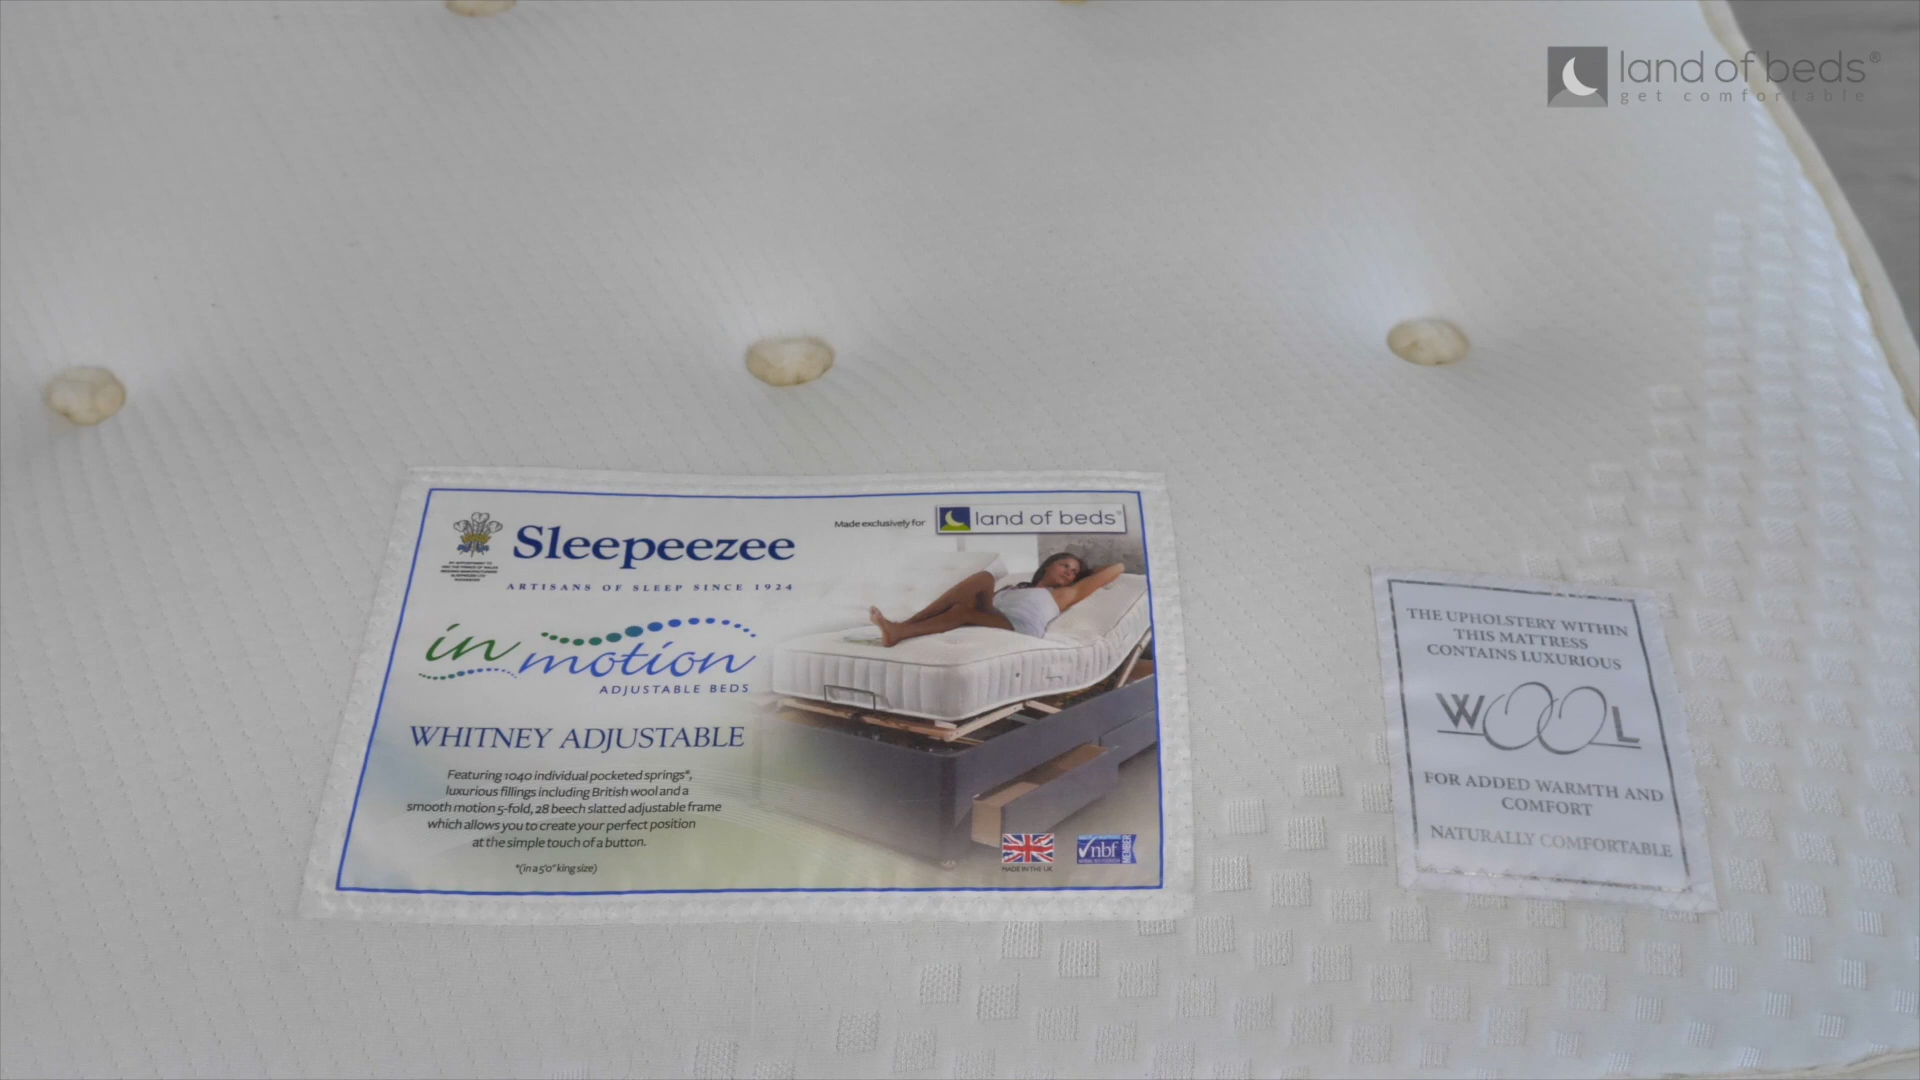 land of beds®
get comfortable
Made exclusively for
land of beds®
Sleepeezee
ARTISANS OF SLEEP SINCE 1924
in motion
ADJUSTABLE BEDS
WHITNEY ADJUSTABLE
Featuring 1040 individual pocketed springs*,
luxurious fillings including British wool and a
smooth motion 5-fold, 28 beech slatted adjustable frame
which allows you to create your perfect position
at the simple touch of a button.
*(in a 5'0" king size)
MADE IN THE UK
nbf
MEMBER
THE UPHOLSTERY WITHIN
THIS MATTRESS
CONTAINS LUXURIOUS
WOOL
FOR ADDED WARMTH AND
COMFORT
NATURALLY COMFORTABLE